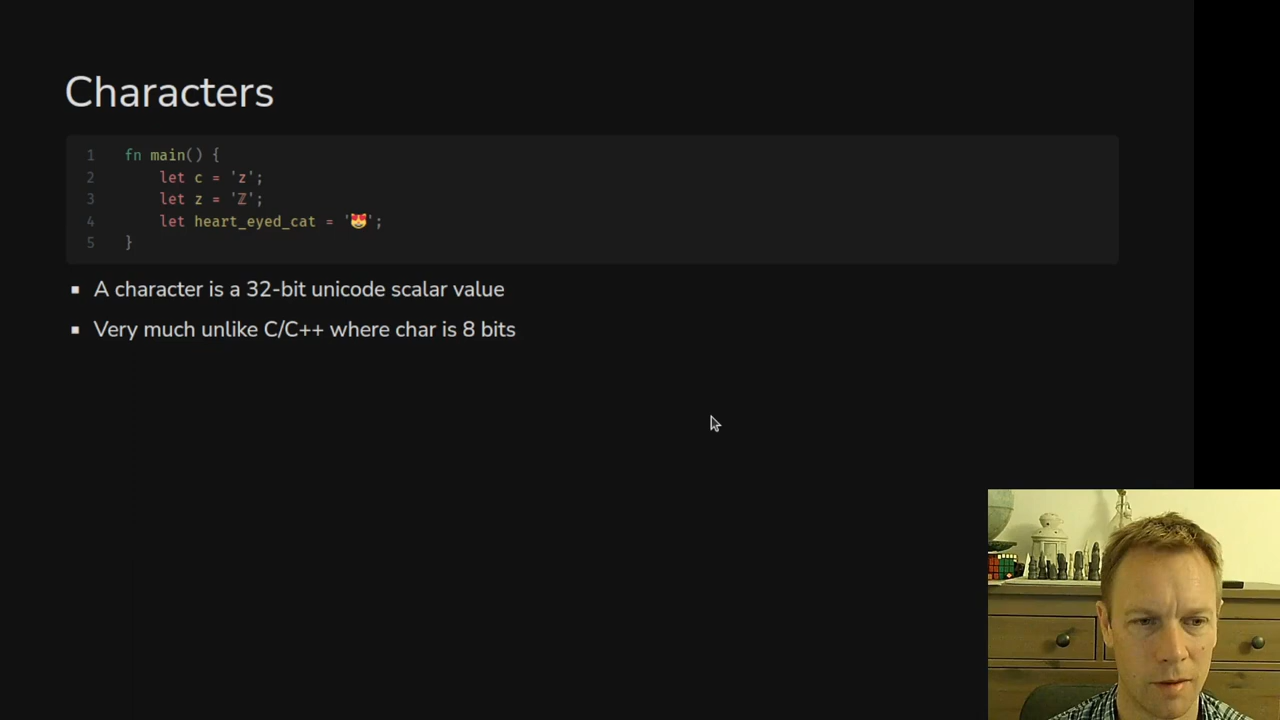 Characters
1 fn main() {
2 let c = 'z';
3 let z = 'ℤ';
4 let heart_eyed_cat = '😻';
5 }
▪ A character is a 32-bit unicode scalar value
▪ Very much unlike C/C++ where char is 8 bits